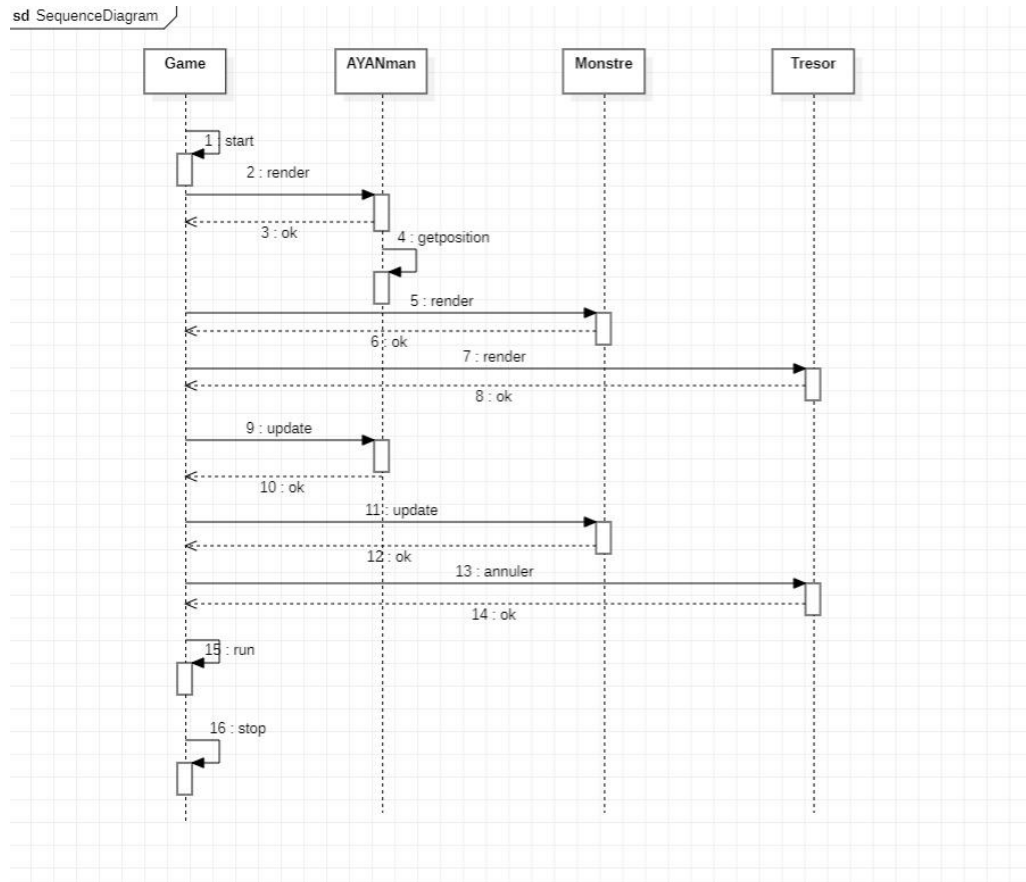 sd SequenceDiagram
Game
AYANman
Monstre
Tresor
1 : start
2 : render
3 : ok
4 : getposition
5 : render
6 : ok
7 : render
8 : ok
9 : update
10 : ok
11 : update
12 : ok
13 : annuler
14 : ok
15 : run
16 : stop